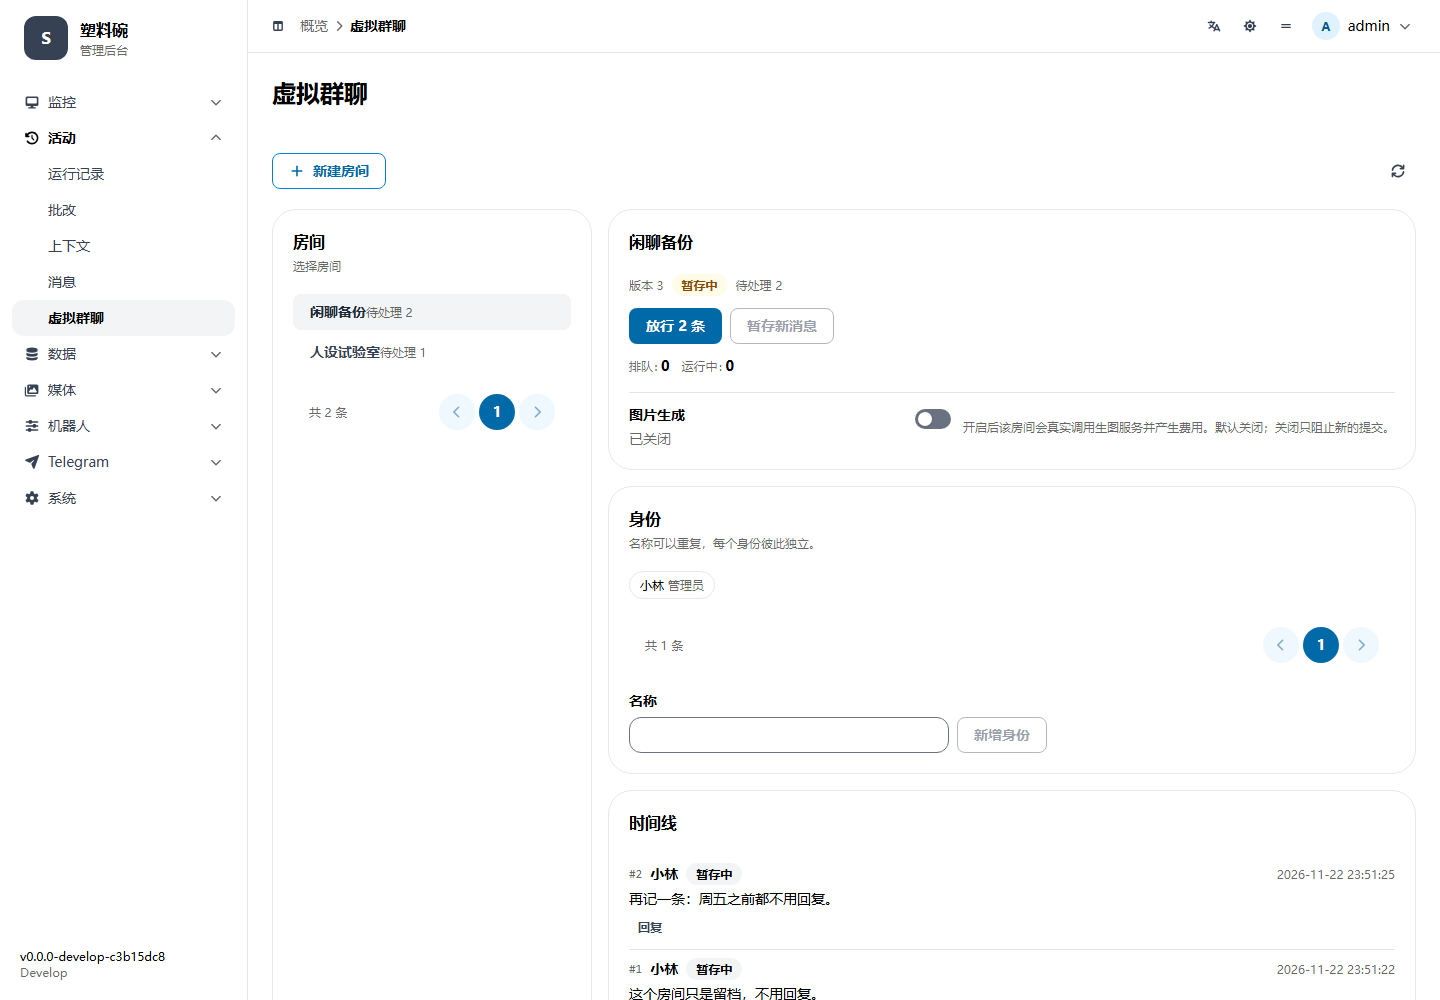 S
塑料碗
管理后台
监控
活动
运行记录
批改
上下文
消息
虚拟群聊
数据
媒体
机器人
Telegram
系统
v0.0.0-develop-c3b15dc8
Develop
概览 > 虚拟群聊
A admin
虚拟群聊
+ 新建房间
房间
选择房间
闲聊备份待处理 2
人设试验室待处理 1
共 2 条
1
闲聊备份
版本 3 暂存中 待处理 2
放行 2 条 暂存新消息
排队: 0 运行中: 0
图片生成
已关闭
开启后该房间会真实调用生图服务并产生费用。默认关闭；关闭只阻止新的提交。
身份
名称可以重复，每个身份彼此独立。
小林 管理员
共 1 条
1
名称
新增身份
时间线
#2 小林 暂存中 2026-11-22 23:51:25
再记一条：周五之前都不用回复。
回复
#1 小林 暂存中 2026-11-22 23:51:22
这个房间只是留档，不用回复。